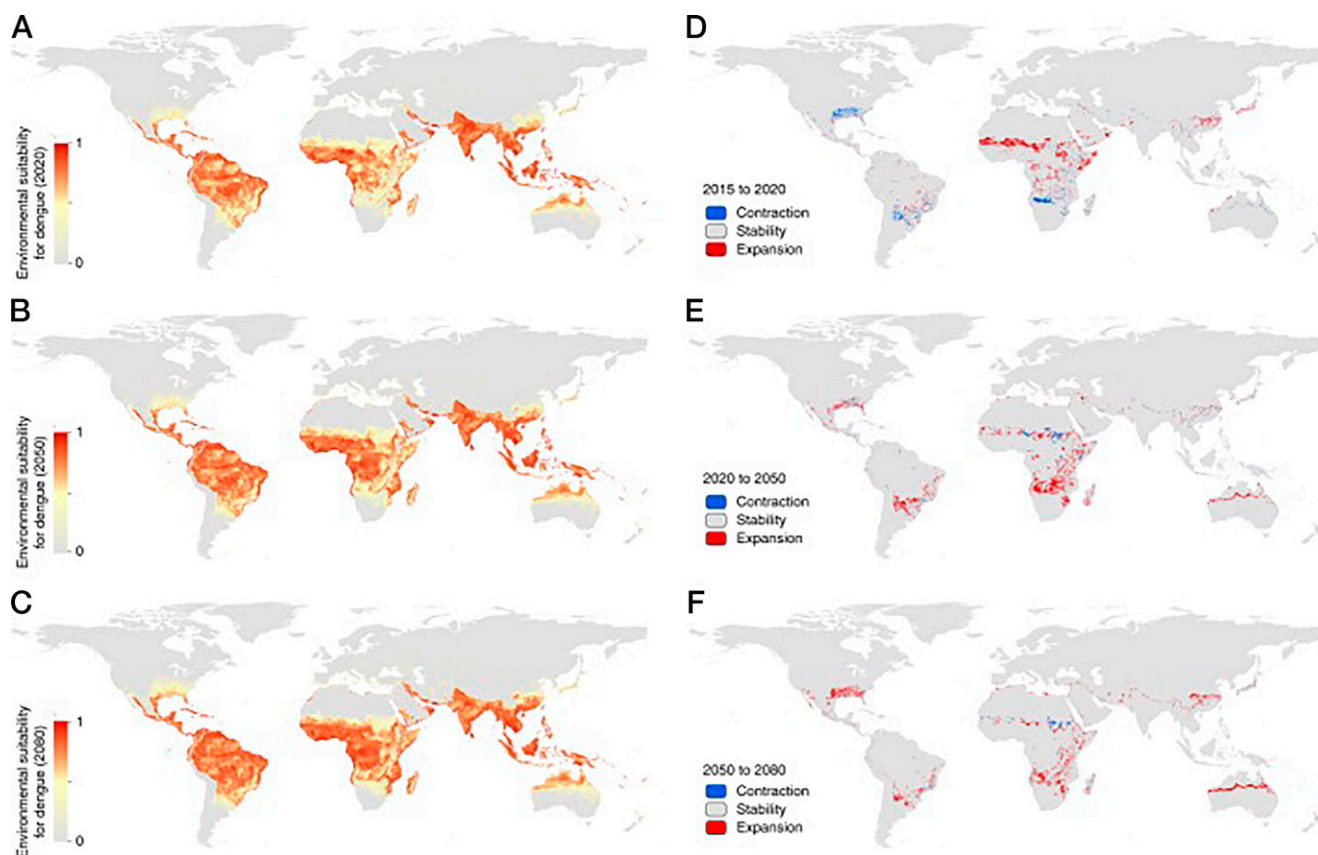 A
Environmental suitability
for dengue (2020)
1
0
D
2015 to 2020
Contraction
Stability
Expansion
B
Environmental suitability
for dengue (2050)
1
0
E
2020 to 2050
Contraction
Stability
Expansion
C
Environmental suitability
for dengue (2080)
1
0
F
2050 to 2080
Contraction
Stability
Expansion